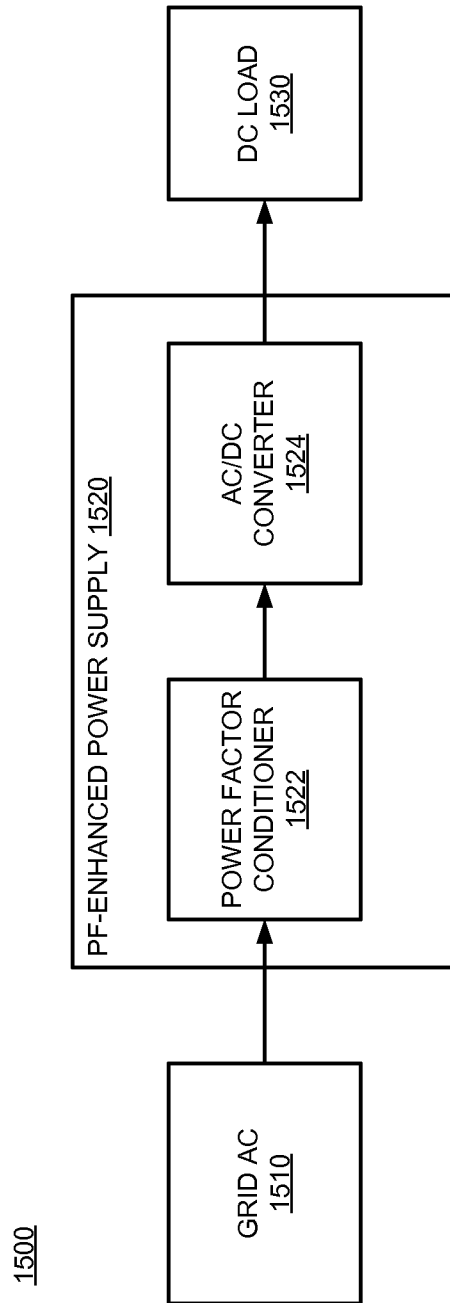 1500
GRID AC
1510
PF-ENHANCED POWER SUPPLY 1520
POWER FACTOR
CONDITIONER
1522
AC/DC
CONVERTER
1524
DC LOAD
1530